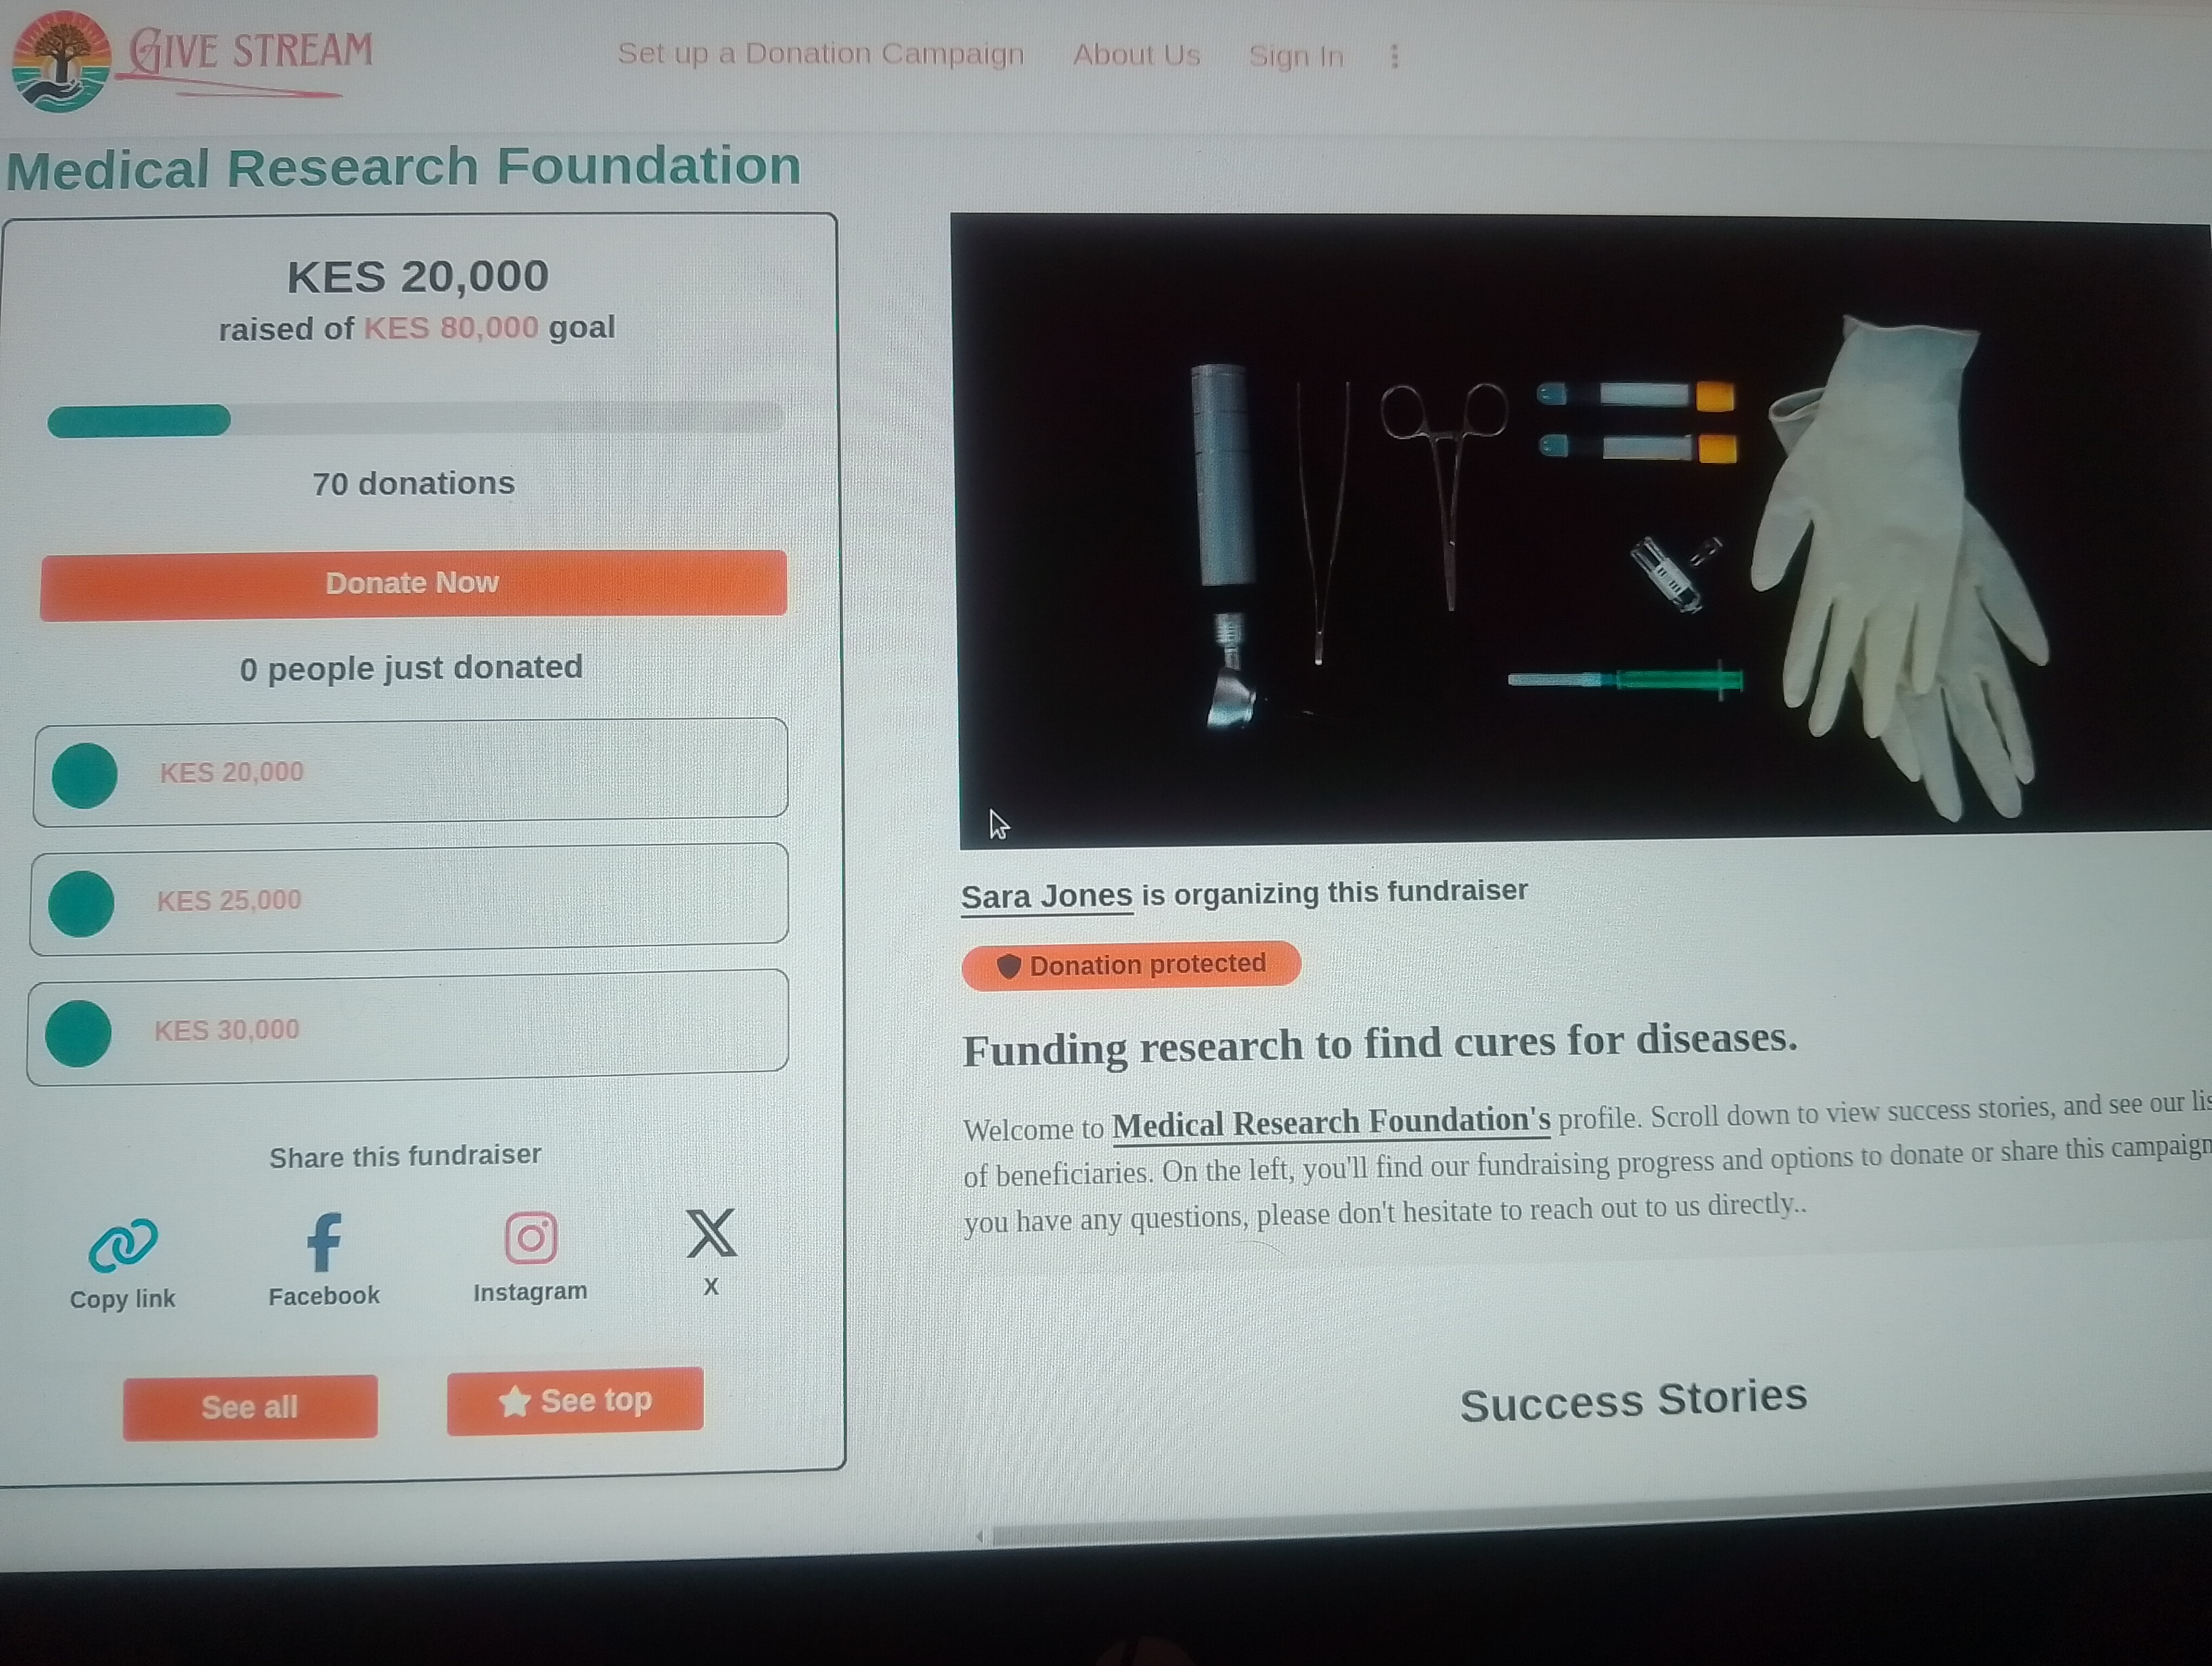 GIVE STREAM
Set up a Donation Campaign
About Us
Sign In
Medical Research Foundation
KES 20,000
raised of KES 80,000 goal
70 donations
Donate Now
0 people just donated
KES 20,000
KES 25,000
KES 30,000
Share this fundraiser
Copy link
Facebook
Instagram
X
See all
See top
Sara Jones is organizing this fundraiser
Donation protected
Funding research to find cures for diseases.
Welcome to Medical Research Foundation's profile. Scroll down to view success stories, and see our
of beneficiaries. On the left, you'll find our fundraising progress and options to donate or share this campaign
you have any questions, please don't hesitate to reach out to us directly..
Success Stories